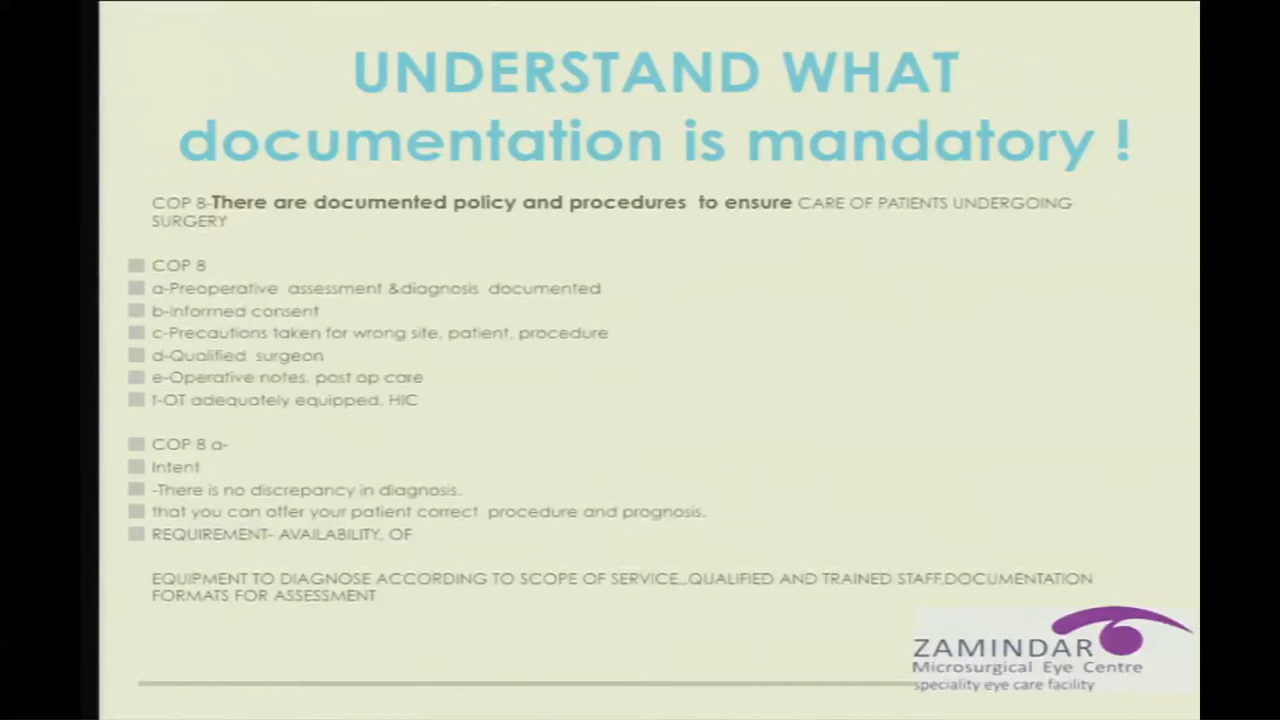 UNDERSTAND WHAT
documentation is mandatory !
COP 8-There are documented policy and procedures to ensure CARE OF PATIENTS UNDERGOING
SURGERY
COP 8
a-Preoperative assessment &diagnosis documented
b-Informed consent
c-Precautions taken for wrong site, patient, procedure
d-Qualified surgeon
e-Operative notes, post op care
f-OT adequately equipped, HIC
COP 8 a-
Intent
-There is no discrepancy in diagnosis.
that you can offer your patient correct procedure and prognosis.
REQUIREMENT- AVAILABILITY, OF
EQUIPMENT TO DIAGNOSE ACCORDING TO SCOPE OF SERVICE,,QUALIFIED AND TRAINED STAFF,DOCUMENTATION
FORMATS FOR ASSESSMENT
ZAMINDAR
Microsurgical Eye Centre
speciality eye care facility